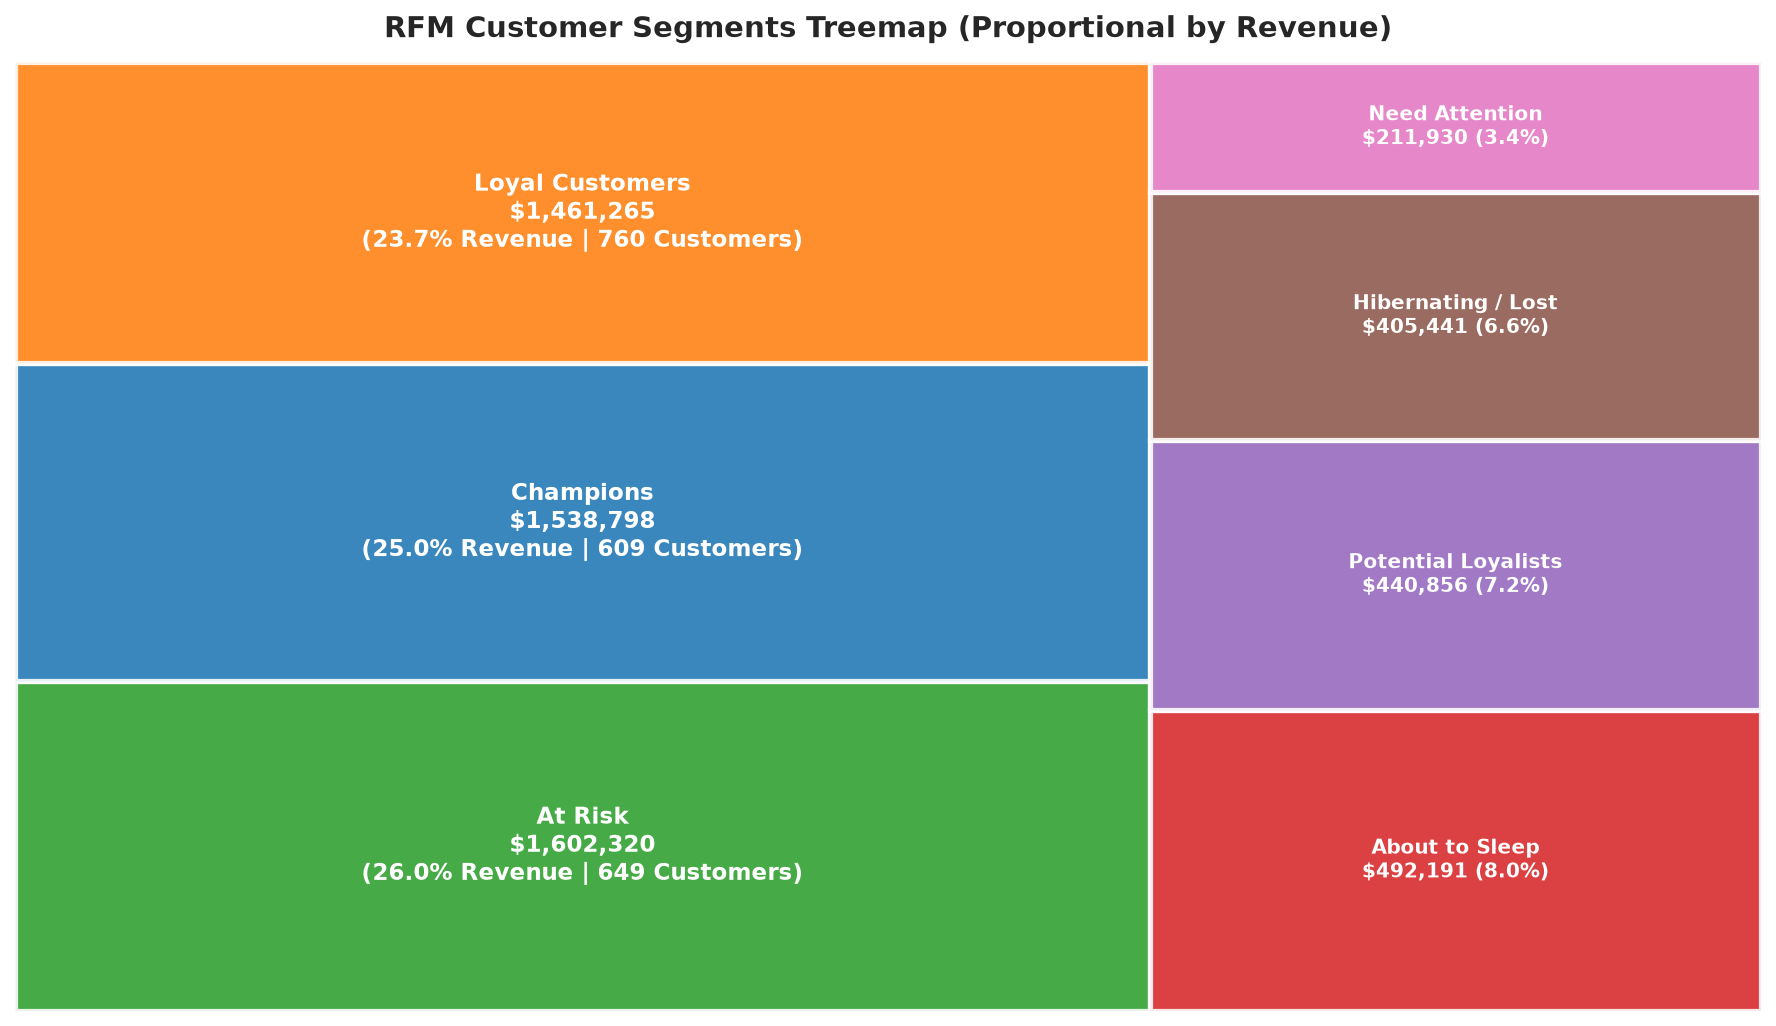 RFM Customer Segments Treemap (Proportional by Revenue)
Loyal Customers
$1,461,265
(23.7% Revenue | 760 Customers)
Champions
$1,538,798
(25.0% Revenue | 609 Customers)
At Risk
$1,602,320
(26.0% Revenue | 649 Customers)
Need Attention
$211,930 (3.4%)
Hibernating / Lost
$405,441 (6.6%)
Potential Loyalists
$440,856 (7.2%)
About to Sleep
$492,191 (8.0%)